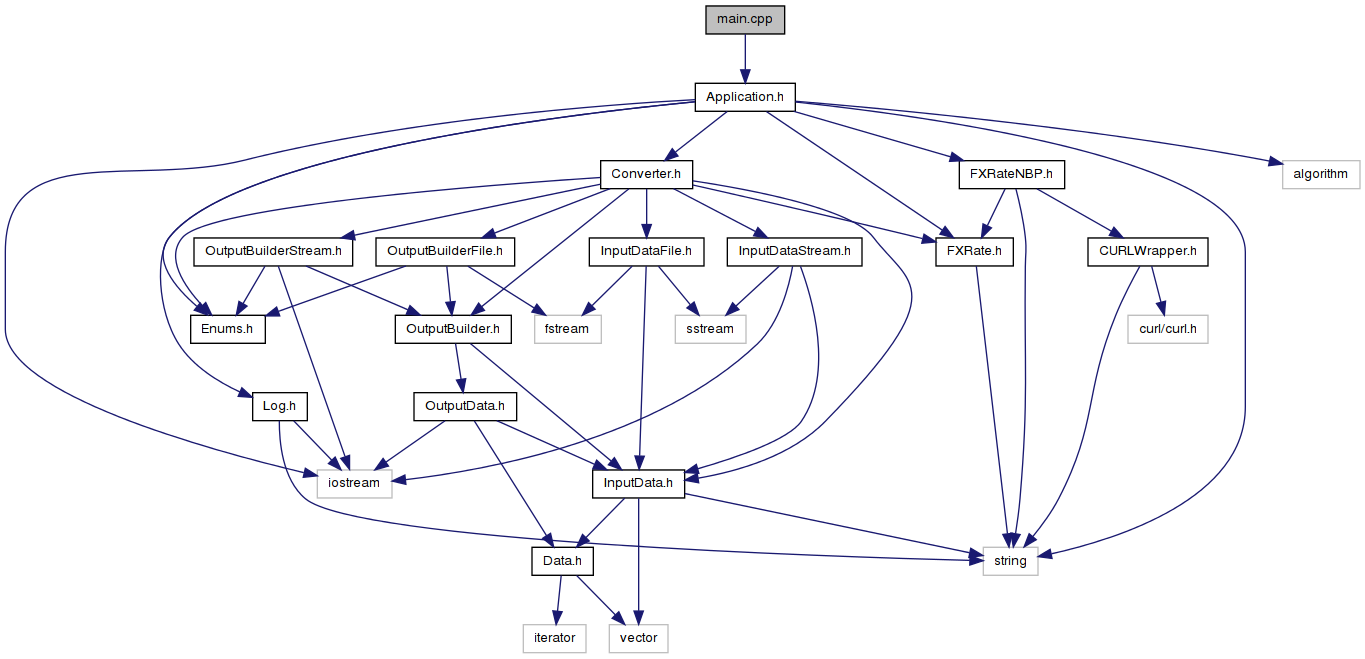 main.cpp
Application.h
Converter.h
FXRateNBP.h
algorithm
OutputBuilderStream.h
OutputBuilderFile.h
InputDataFile.h
InputDataStream.h
FXRate.h
CURLWrapper.h
Enums.h
OutputBuilder.h
fstream
sstream
curl/curl.h
Log.h
OutputData.h
iostream
InputData.h
Data.h
string
iterator
vector